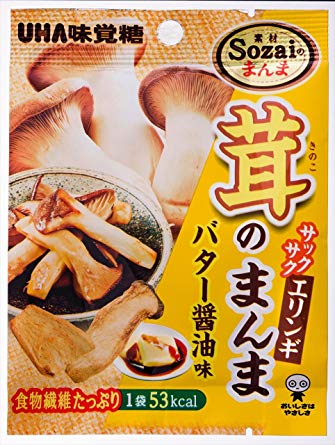 UHA味覚糖
素材
Sozaiの
まんま
きのこ
茸のまんま
サックサク
エリンギ
バター醤油味
食物繊維たっぷり
1袋53kcal
おいしさは
やさしさ